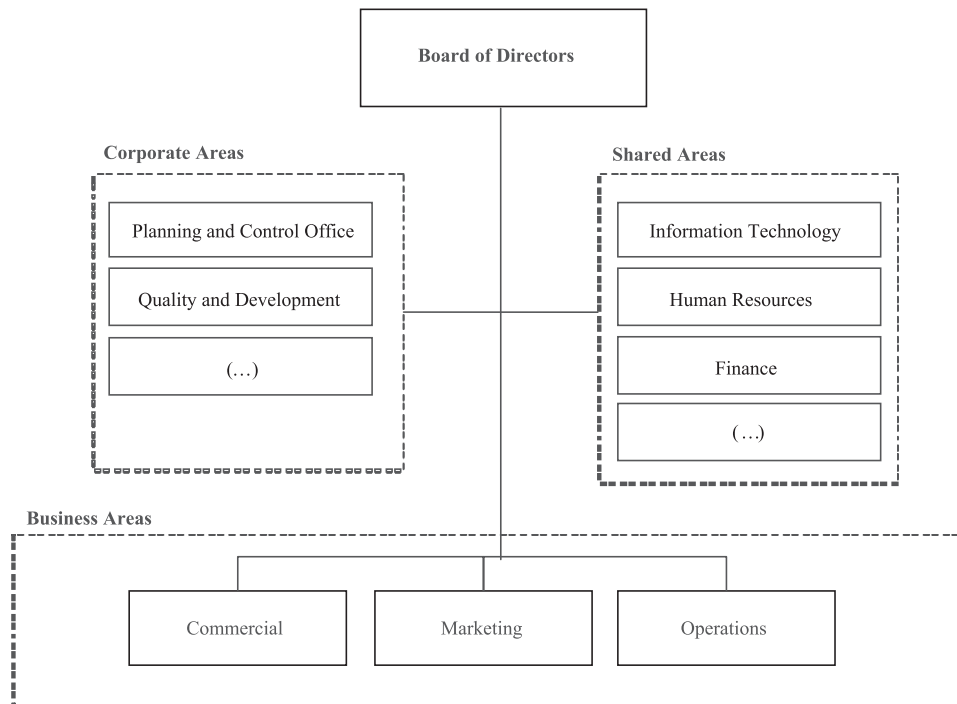 Board of Directors
Corporate Areas
Planning and Control Office
Quality and Development
(…)
Shared Areas
Information Technology
Human Resources
Finance
(…)
Business Areas
Commercial
Marketing
Operations